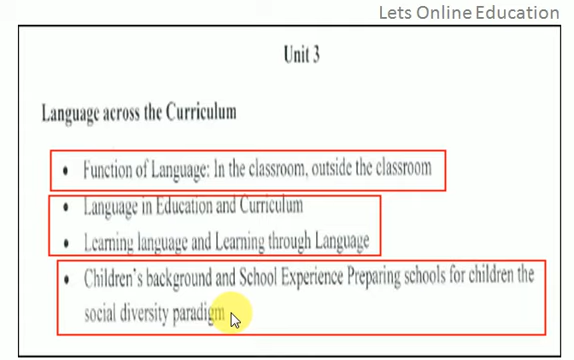 Lets Online Education
Unit 3
Language across the Curriculum
• Function of Language: In the classroom, outside the classroom
• Language in Education and Curriculum
• Learning language and Learning through Language
• Children's background and School Experience Preparing schools for children the
social diversity paradigm